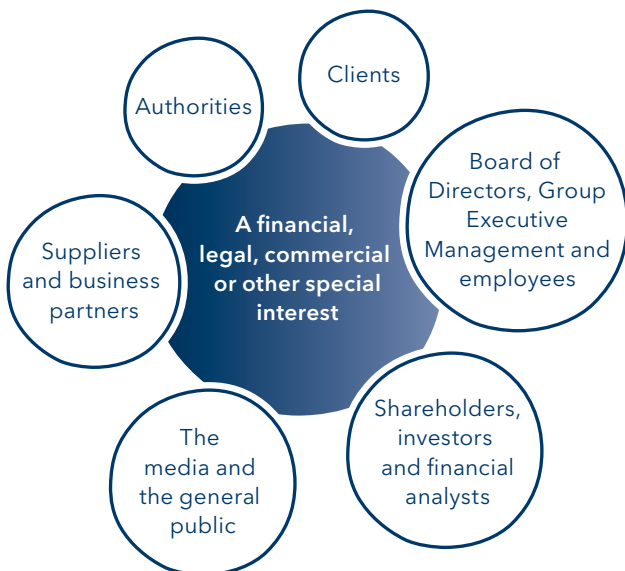 Clients
Authorities
Board of
Directors, Group
Executive
Management and
employees
A financial,
legal, commercial
or other special
interest
Suppliers
and business
partners
Shareholders,
investors
and financial
analysts
The
media and
the general
public